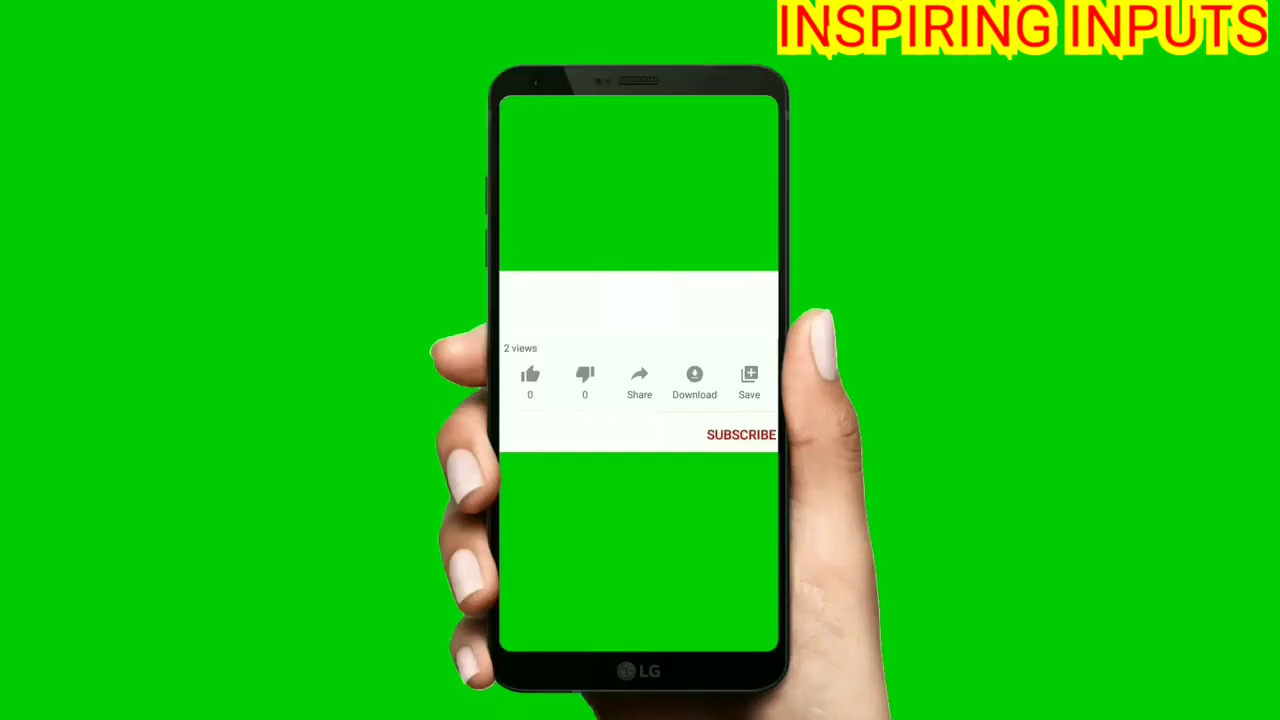 INSPIRING INPUTS
2 views
0 0 Share Download Save
SUBSCRIBE
LG